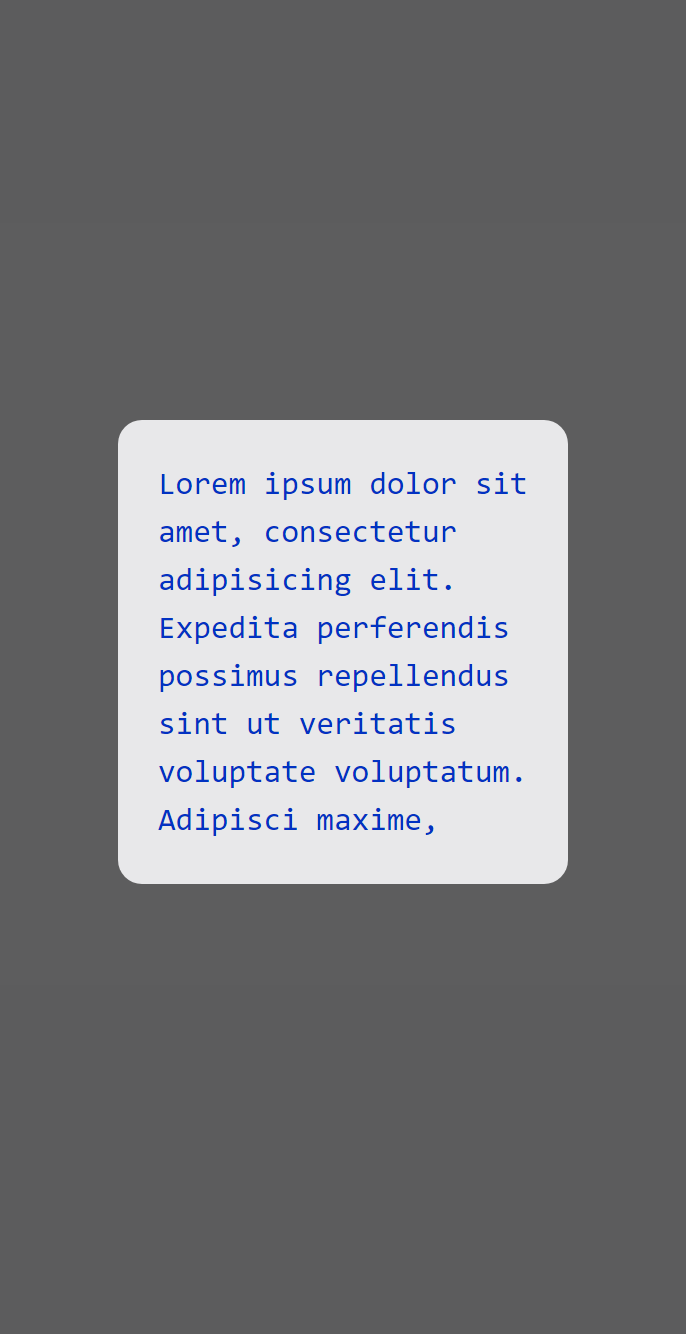 Lorem ipsum dolor sit
amet, consectetur
adipisicing elit.
Expedita perferendis
possimus repellendus
sint ut veritatis
voluptate voluptatum.
Adipisci maxime,